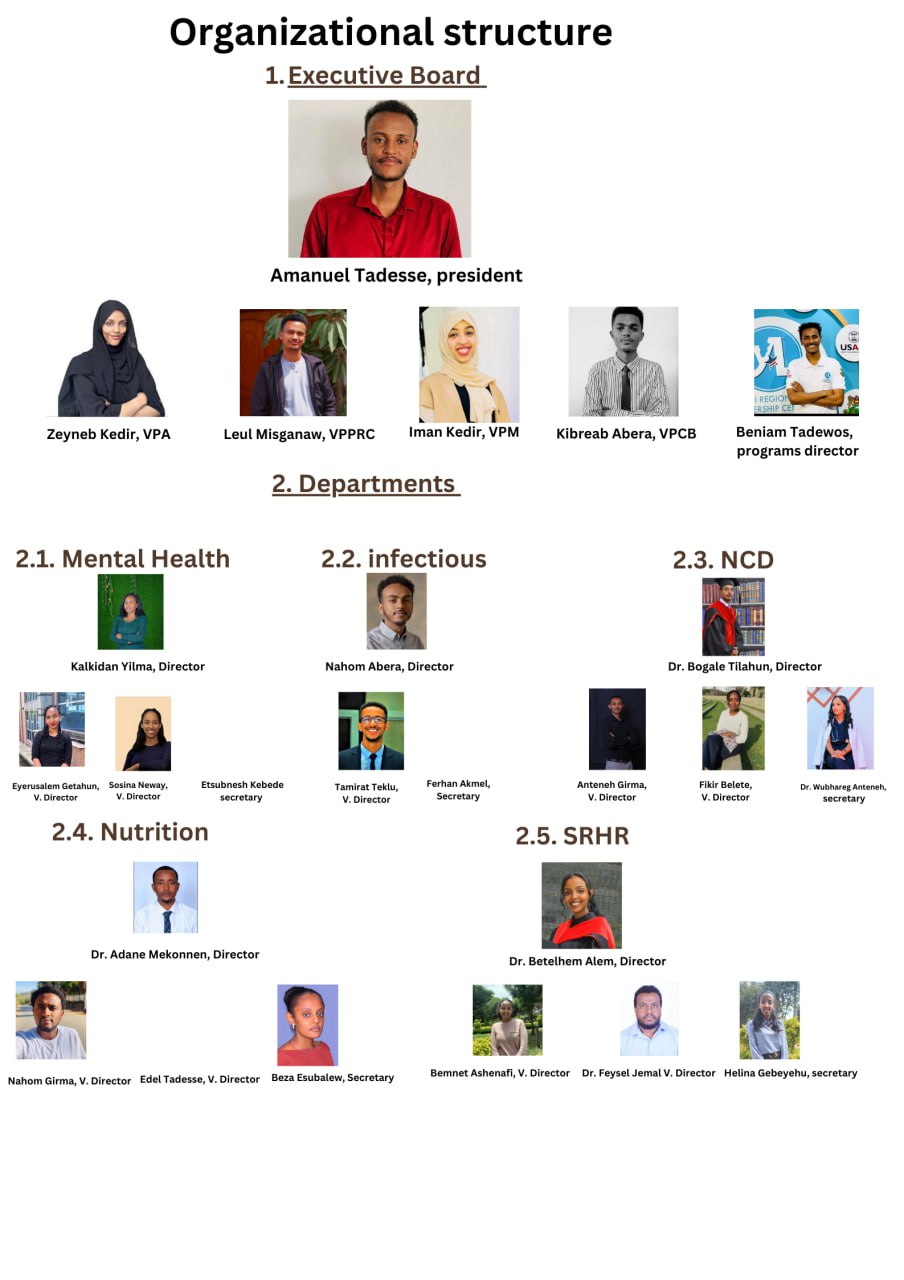 Organizational structure
1. Executive Board
Amanuel Tadesse, president
Zeyneb Kedir, VPA
Leul Misganaw, VPPRC
Iman Kedir, VPM
Kibreab Abera, VPCB
USA
Beniam Tadewos,
programs director
2. Departments
2.1. Mental Health
2.2. infectious
2.3. NCD
Kalkidan Yilma, Director
Nahom Abera, Director
Dr. Bogale Tilahun, Director
Eyerusalem Getahun,
V. Director
Sosina Neway,
V. Director
Etsubnesh Kebede
secretary
Tamirat Teklu,
V. Director
Ferhan Akmel,
Secretary
Anteneh Girma,
V. Director
Fikir Belete,
V. Director
Dr. Wubhareg Anteneh,
secretary
2.4. Nutrition
2.5. SRHR
Dr. Adane Mekonnen, Director
Dr. Betelhem Alem, Director
Nahom Girma, V. Director
Edel Tadesse, V. Director
Beza Esubalew, Secretary
Bemnet Ashenafi, V. Director
Dr. Feysel Jemal V. Director
Helina Gebeyehu, secretary